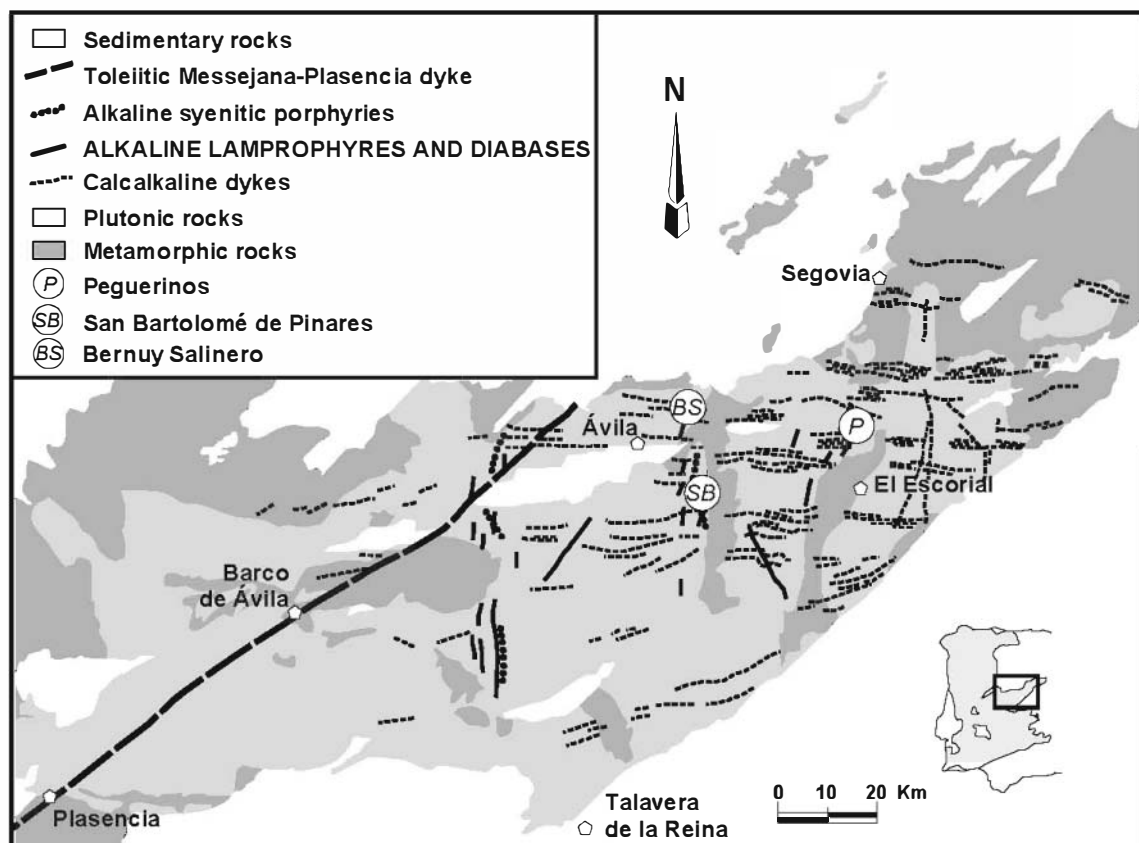 Sedimentary rocks
Toleiitic Messejana-Plasencia dyke
Alkaline syenitic porphyries
ALKALINE LAMPROPHYRES AND DIABASES
Calcalkaline dykes
Plutonic rocks
Metamorphic rocks
P Peguerinos
SB San Bartolomé de Pinares
BS Bernuy Salinero
N
Segovia
BS
Ávila
P
SB
El Escorial
Barco
de Ávila
Plasencia
Talavera
de la Reina
0 10 20 Km